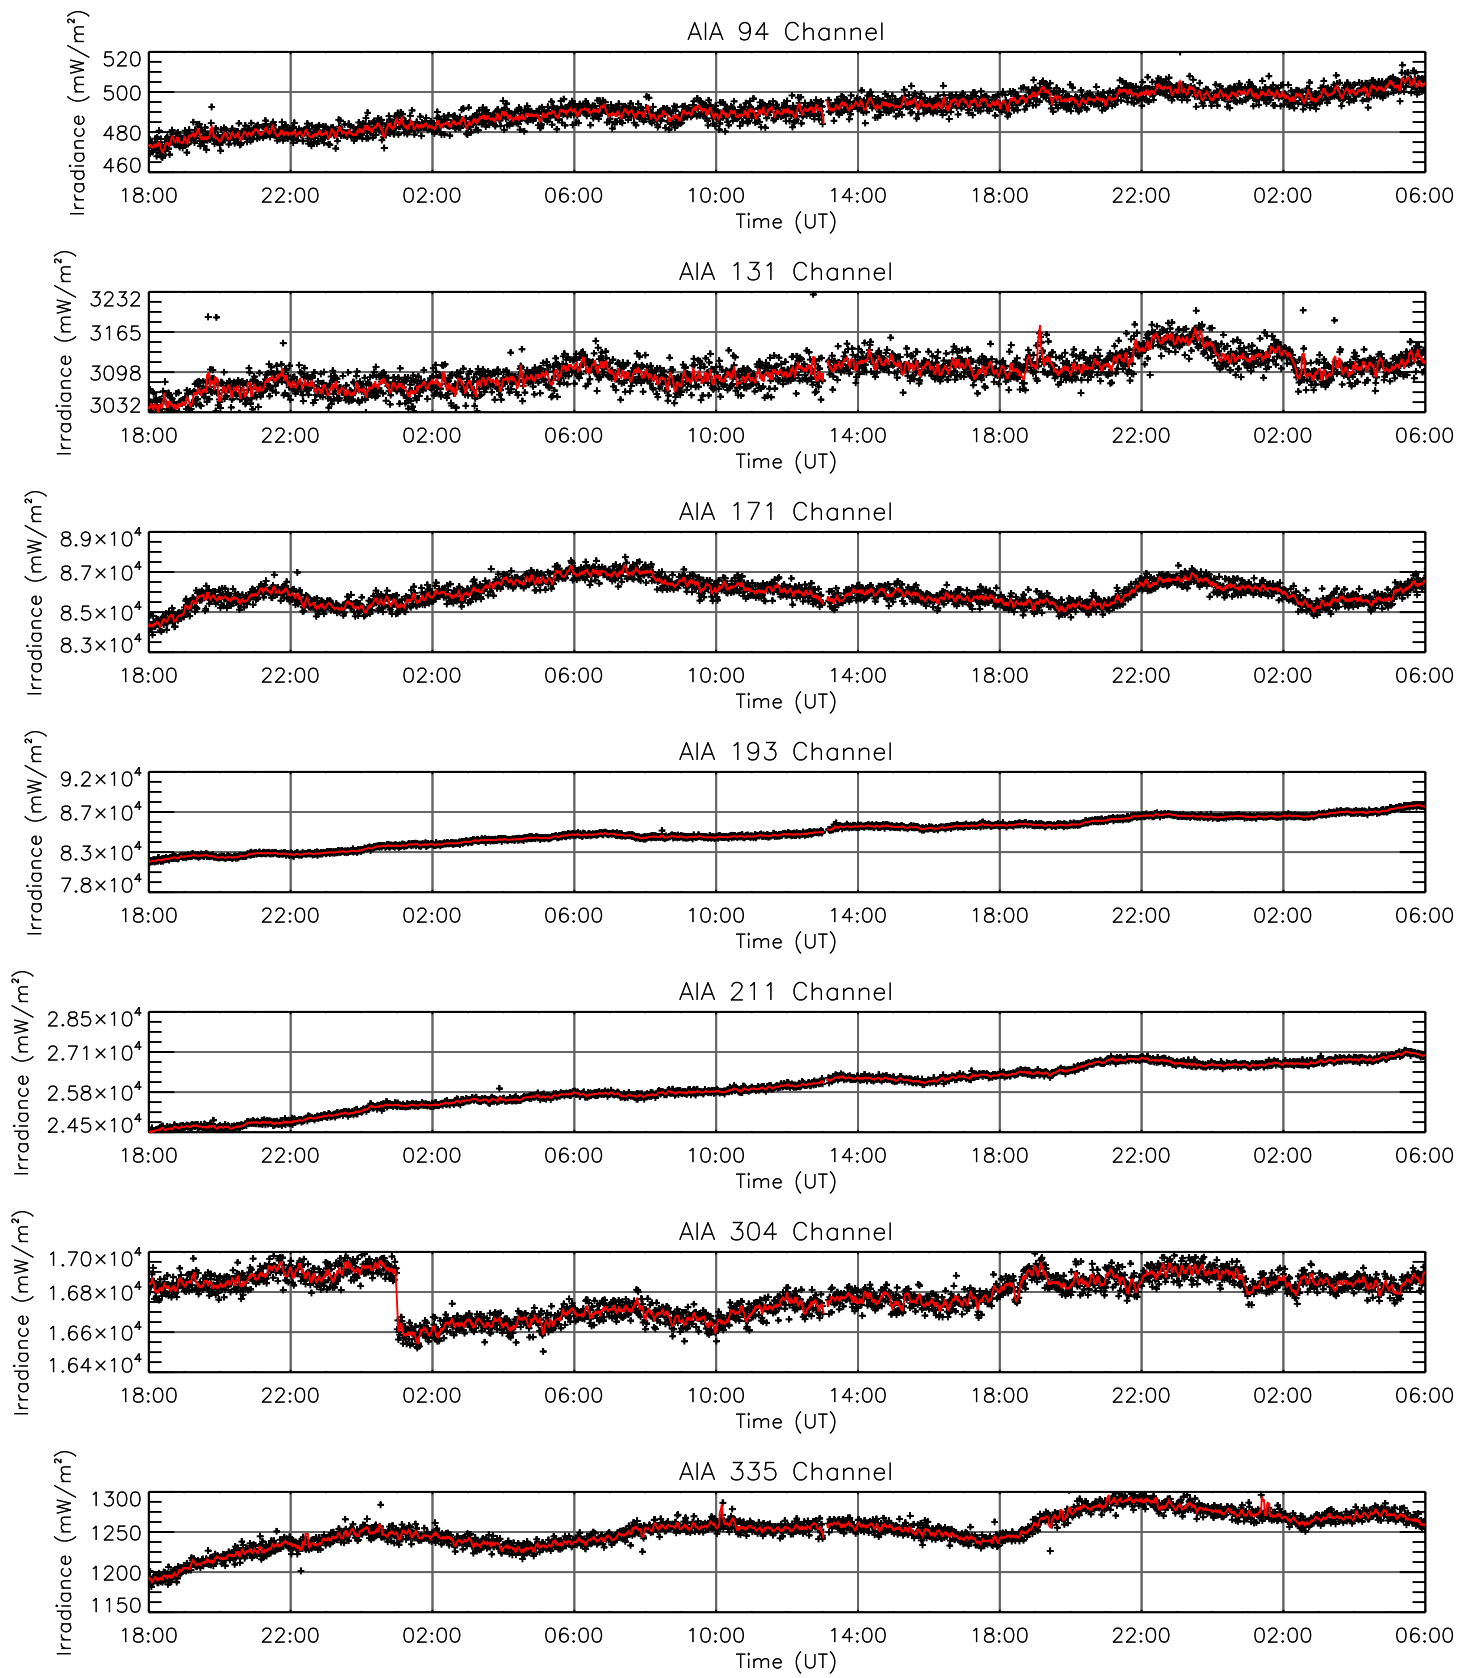 AIA 94 Channel
Irradiance (mW/m²)
520
500
480
460
18:00 22:00 02:00 06:00 10:00 14:00 18:00 22:00 02:00 06:00
Time (UT)
AIA 131 Channel
Irradiance (mW/m²)
3232
3165
3098
3032
18:00 22:00 02:00 06:00 10:00 14:00 18:00 22:00 02:00 06:00
Time (UT)
AIA 171 Channel
Irradiance (mW/m²)
8.9×10⁴
8.7×10⁴
8.5×10⁴
8.3×10⁴
18:00 22:00 02:00 06:00 10:00 14:00 18:00 22:00 02:00 06:00
Time (UT)
AIA 193 Channel
Irradiance (mW/m²)
9.2×10⁴
8.7×10⁴
8.3×10⁴
7.8×10⁴
18:00 22:00 02:00 06:00 10:00 14:00 18:00 22:00 02:00 06:00
Time (UT)
AIA 211 Channel
Irradiance (mW/m²)
2.85×10⁴
2.71×10⁴
2.58×10⁴
2.45×10⁴
18:00 22:00 02:00 06:00 10:00 14:00 18:00 22:00 02:00 06:00
Time (UT)
AIA 304 Channel
Irradiance (mW/m²)
1.70×10⁴
1.68×10⁴
1.66×10⁴
1.64×10⁴
18:00 22:00 02:00 06:00 10:00 14:00 18:00 22:00 02:00 06:00
Time (UT)
AIA 335 Channel
Irradiance (mW/m²)
1300
1250
1200
1150
18:00 22:00 02:00 06:00 10:00 14:00 18:00 22:00 02:00 06:00
Time (UT)